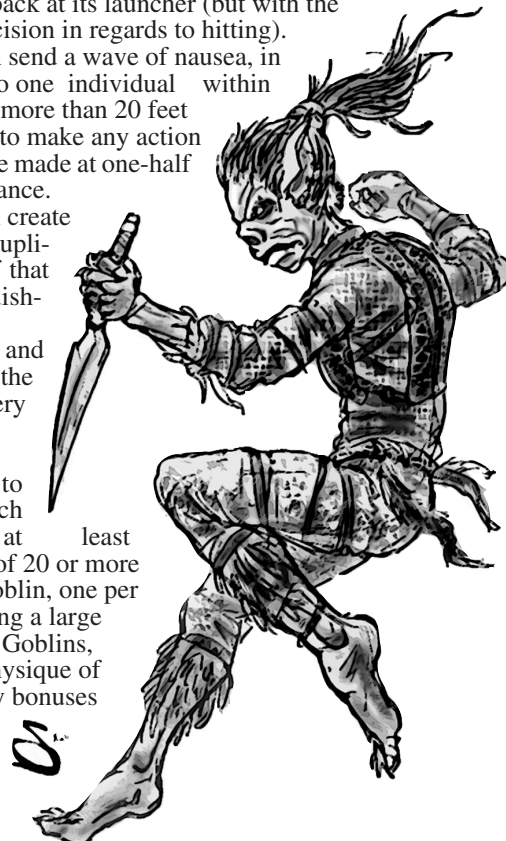 back at its launcher (but with the
cision in regards to hitting).
send a wave of nausea, in
o one individual within
more than 20 feet
to make any action
e made at one-half
ance.
create
upli-
that
uish-
and
the
ery
to
ch
at least
of 20 or more
oblin, one per
ng a large
Goblins,
hysique of
y bonuses